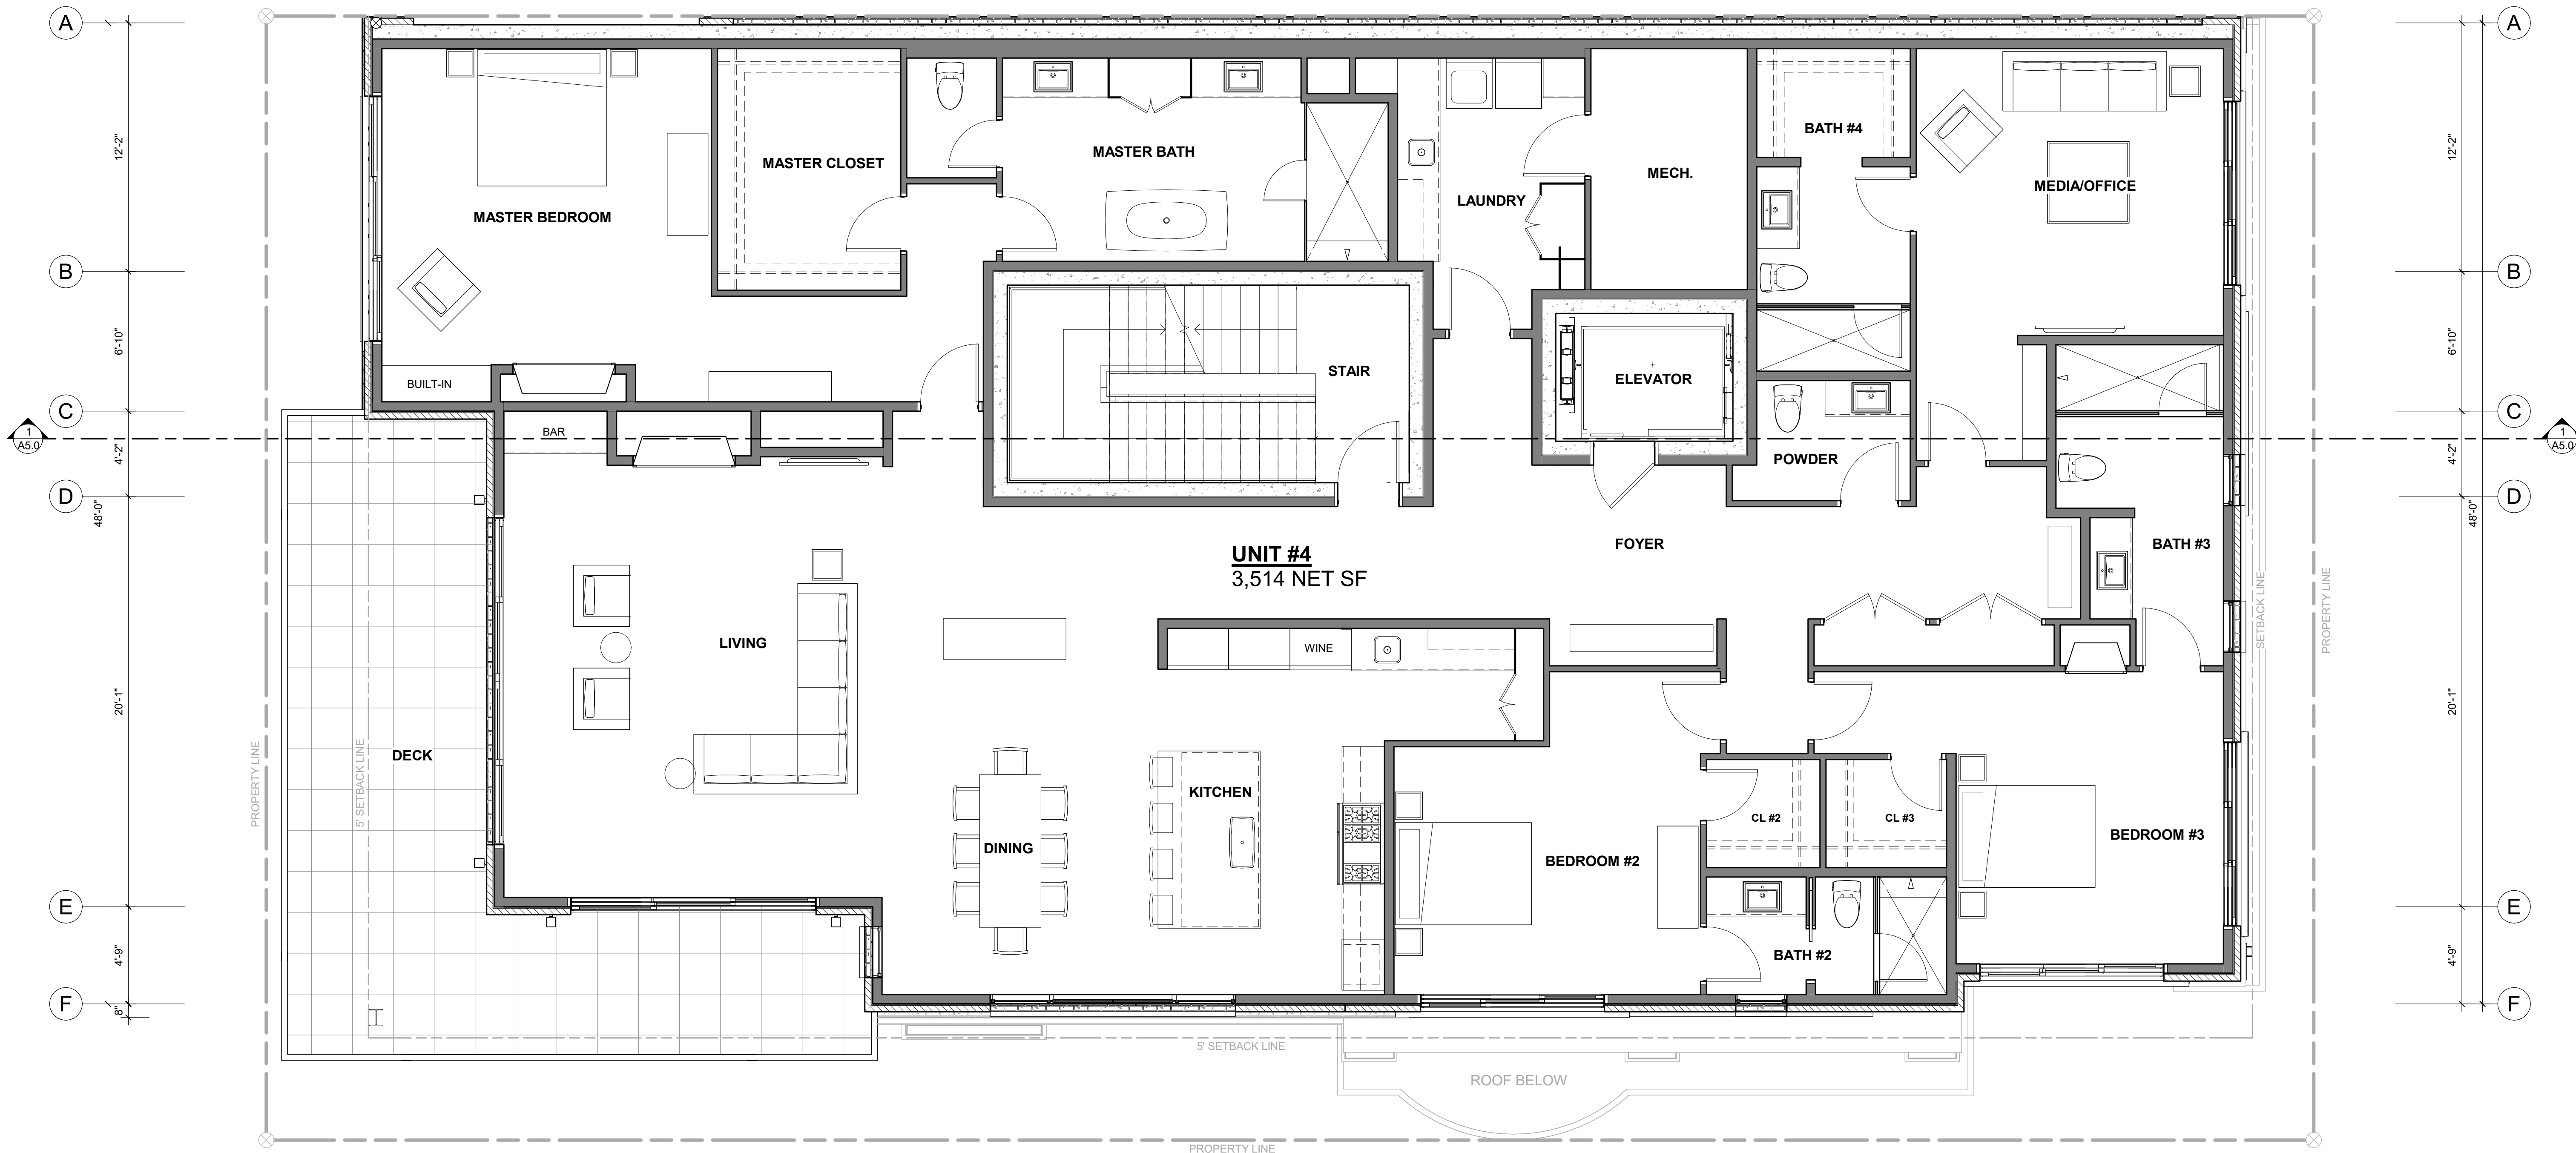 A
A
12'-2"
12'-2"
BATH #4
MASTER BATH
MASTER CLOSET
MECH.
MEDIA/OFFICE
LAUNDRY
MASTER BEDROOM
B
B
6'-10"
6'-10"
STAIR
ELEVATOR
BUILT-IN
C
C
1
A5.0
BAR
1
A5.0
4'-2"
4'-2"
POWDER
D
D
48'-0"
48'-0"
UNIT #4
3,514 NET SF
FOYER
BATH #3
SETBACK LINE
PROPERTY LINE
LIVING
WINE
20'-1"
20'-1"
PROPERTY LINE
5' SETBACK LINE
DECK
KITCHEN
CL #2
CL #3
BEDROOM #3
DINING
BEDROOM #2
E
E
4'-9"
4'-9"
BATH #2
F
F
8"
5' SETBACK LINE
ROOF BELOW
PROPERTY LINE